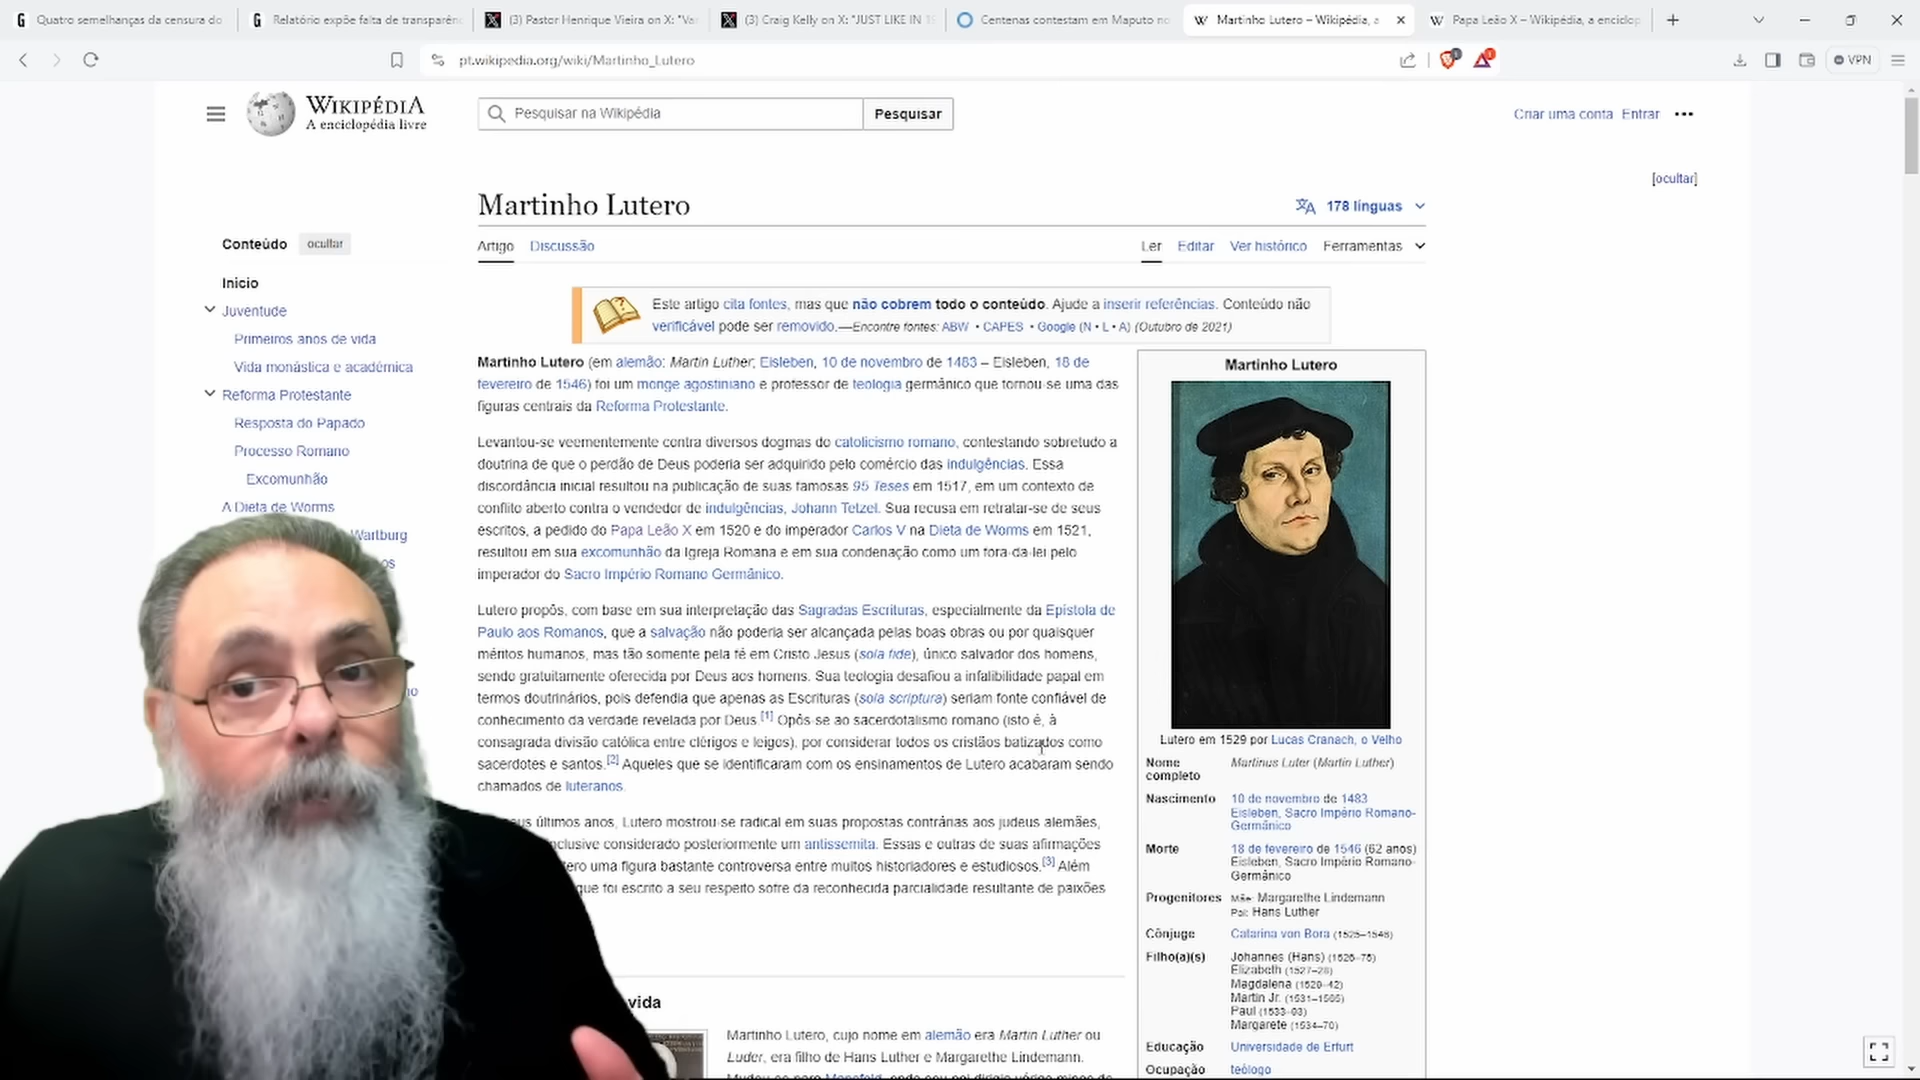 Quatro semelhanças da censura do
Relatório expõe falta de transparên
(3) Pastor Henrique Vieira on X: "Var
(3) Craig Kelly on X: "JUST LIKE IN
Centenas contestam em Maputo
Martinho Lutero – Wikipédia, a
Papa Leão X – Wikipédia, a enciclop
pt.wikipedia.org/wiki/Martinho_Lutero
VPN
WIKIPÉDIA
A enciclopédia livre
Pesquisar na Wikipédia
Pesquisar
Criar uma conta Entrar
[ocultar]
Martinho Lutero
178 línguas
Artigo Discussão
Ler Editar Ver histórico Ferramentas
Conteúdo ocultar
Início
Juventude
Primeiros anos de vida
Vida monástica e acadêmica
Reforma Protestante
Resposta do Papado
Processo Romano
Excomunhão
A Dieta de Worms
Wartburg
os
Este artigo cita fontes, mas que não cobrem todo o conteúdo. Ajude a inserir referências. Conteúdo não
verificável pode ser removido.—Encontre fontes: ABW • CAPES • Google (N • L • A) (Outubro de 2021)
Martinho Lutero (em alemão: Martin Luther; Eisleben, 10 de novembro de 1483 – Eisleben, 18 de
fevereiro de 1546) foi um monge agostiniano e professor de teologia germânico que tornou-se uma das
figuras centrais da Reforma Protestante.
Levantou-se veementemente contra diversos dogmas do catolicismo romano, contestando sobretudo a
doutrina de que o perdão de Deus poderia ser adquirido pelo comércio das indulgências. Essa
discordância inicial resultou na publicação de suas famosas 95 Teses em 1517, em um contexto de
conflito aberto contra o vendedor de indulgências, Johann Tetzel. Sua recusa em retratar-se de seus
escritos, a pedido do Papa Leão X em 1520 e do imperador Carlos V na Dieta de Worms em 1521,
resultou em sua excomunhão da Igreja Romana e em sua condenação como um fora-da-lei pelo
imperador do Sacro Império Romano Germânico.
Lutero propôs, com base em sua interpretação das Sagradas Escrituras, especialmente da Epístola de
Paulo aos Romanos, que a salvação não poderia ser alcançada pelas boas obras ou por quaisquer
méritos humanos, mas tão somente pela fé em Cristo Jesus (sola fide), único salvador dos homens,
sendo gratuitamente oferecida por Deus aos homens. Sua teologia desafiou a infalibilidade papal em
termos doutrinários, pois defendia que apenas as Escrituras (sola scriptura) seriam fonte confiável de
conhecimento da verdade revelada por Deus.[1] Opôs-se ao sacerdotalismo romano (isto é, à
consagrada divisão católica entre clérigos e leigos), por considerar todos os cristãos batizados como
sacerdotes e santos.[2] Aqueles que se identificaram com os ensinamentos de Lutero acabaram sendo
chamados de luteranos.
últimos anos, Lutero mostrou-se radical em suas propostas contrárias aos judeus alemães,
inclusive considerado posteriormente um antissemita. Essas e outras de suas afirmações
uma figura bastante controversa entre muitos historiadores e estudiosos.[3] Além
que foi escrito a seu respeito sofre da reconhecida parcialidade resultante de paixões
vida
Martinho Lutero, cujo nome em alemão era Martin Luther ou
Luder, era filho de Hans Luther e Margarethe Lindemann.
Martinho Lutero
Lutero em 1529 por Lucas Cranach, o Velho
Nome completo Martinus Luter (Martin Luther)
Nascimento 10 de novembro de 1483
Eisleben, Sacro Império Romano-
Germânico
Morte 18 de fevereiro de 1546 (62 anos)
Eisleben, Sacro Império Romano-
Germânico
Progenitores Mãe: Margarethe Lindemann
Pai: Hans Luther
Cônjuge Catarina von Bora (1525–1546)
Filho(a)(s) Johannes (Hans) (1526–75)
Elizabeth (1527–28)
Magdalena (1529–42)
Martin Jr. (1531–1565)
Paul (1533–93)
Margarete (1534–70)
Educação Universidade de Erfurt
Ocupação teólogo